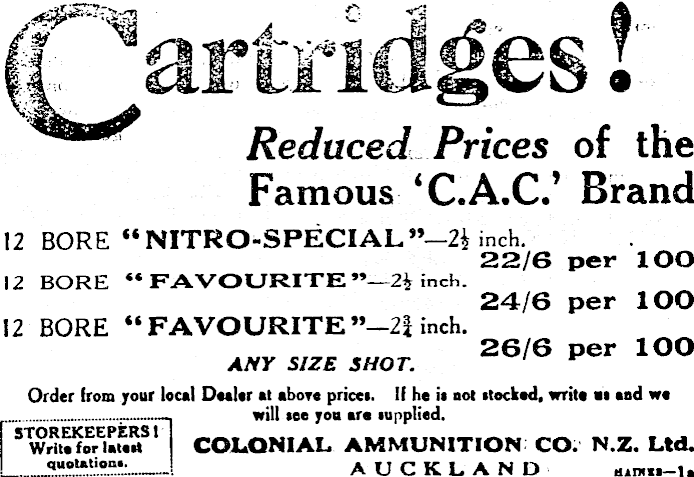 Cartridges!
Reduced Prices of the
Famous 'C.A.C.' Brand
12 BORE "NITRO-SPECIAL"—2½ inch.
22/6 per 100
12 BORE "FAVOURITE"—2½ inch.
24/6 per 100
12 BORE "FAVOURITE"—2¾ inch.
26/6 per 100
ANY SIZE SHOT.
Order from your local Dealer at above prices. If he is not stocked, write us and we
will see you are supplied.
STOREKEEPERS!
Write for latest
quotations.
COLONIAL AMMUNITION CO. N.Z. Ltd.
AUCKLAND
HAINES—1a